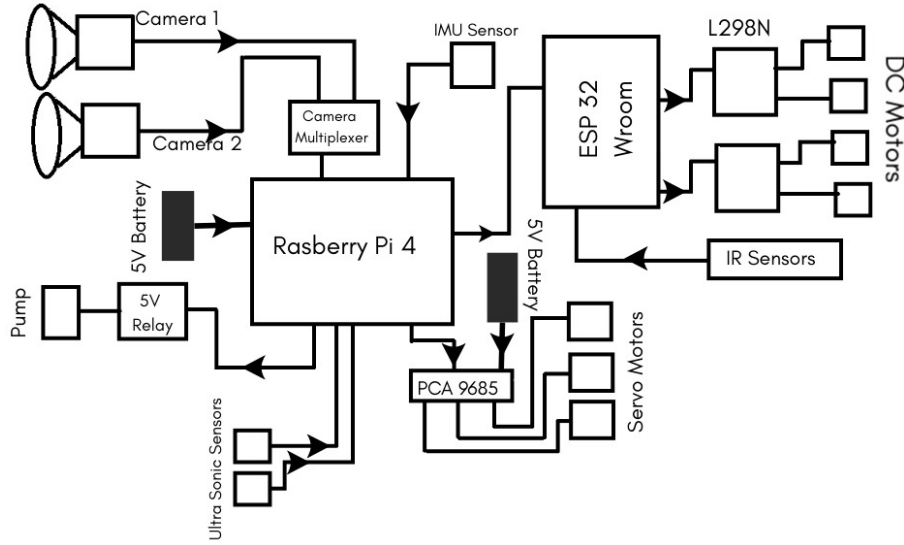 Camera 1
IMU Sensor
L298N
Camera
Multiplexer
Camera 2
ESP 32
Wroom
DC Motors
5V Battery
Rasberry Pi 4
5V Battery
IR Sensors
Pump
5V
Relay
PCA 9685
Servo Motors
Ultra Sonic Sensors